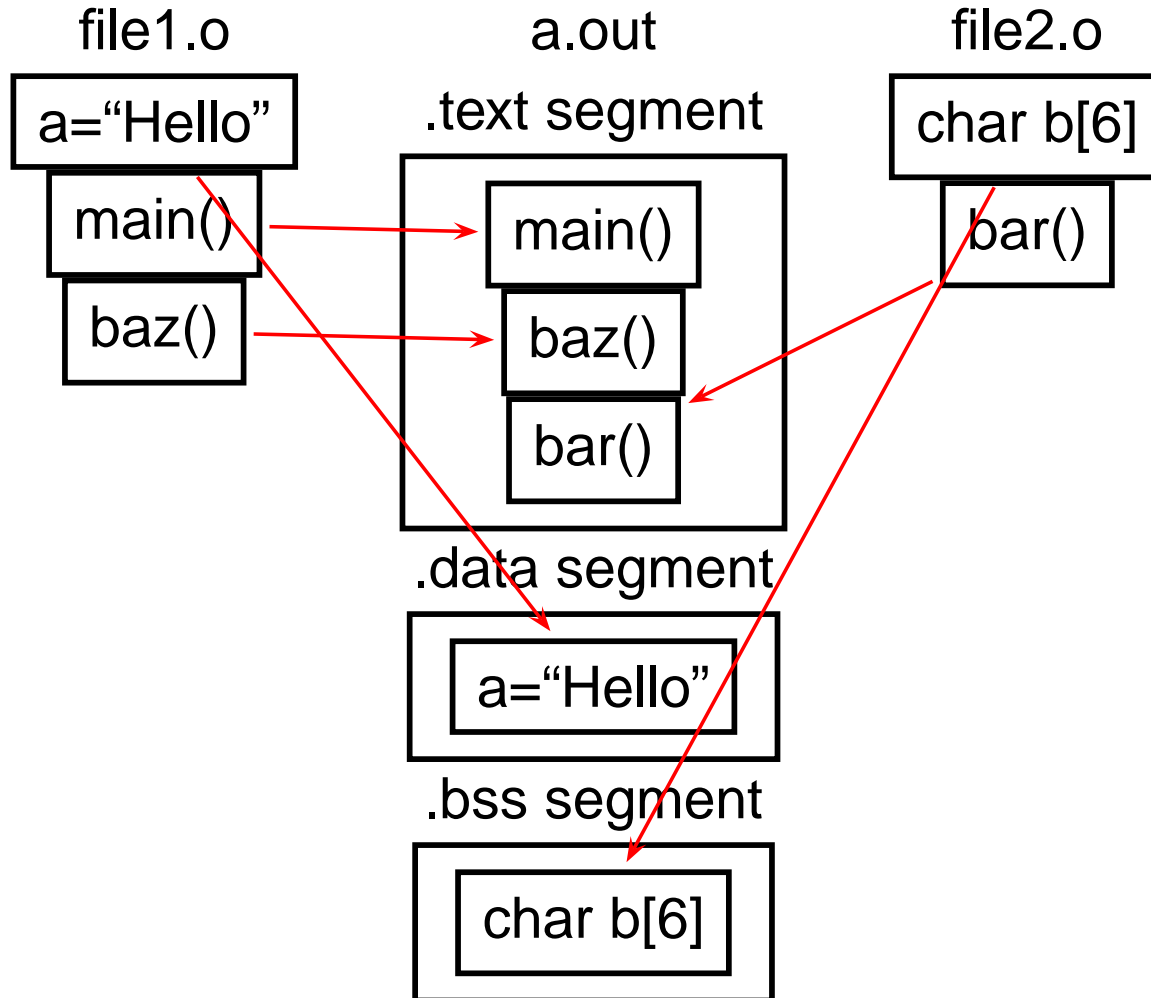 file1.o
a=“Hello”
main()
baz()
a.out
.text segment
main()
baz()
bar()
.data segment
a=“Hello”
.bss segment
char b[6]
file2.o
char b[6]
bar()